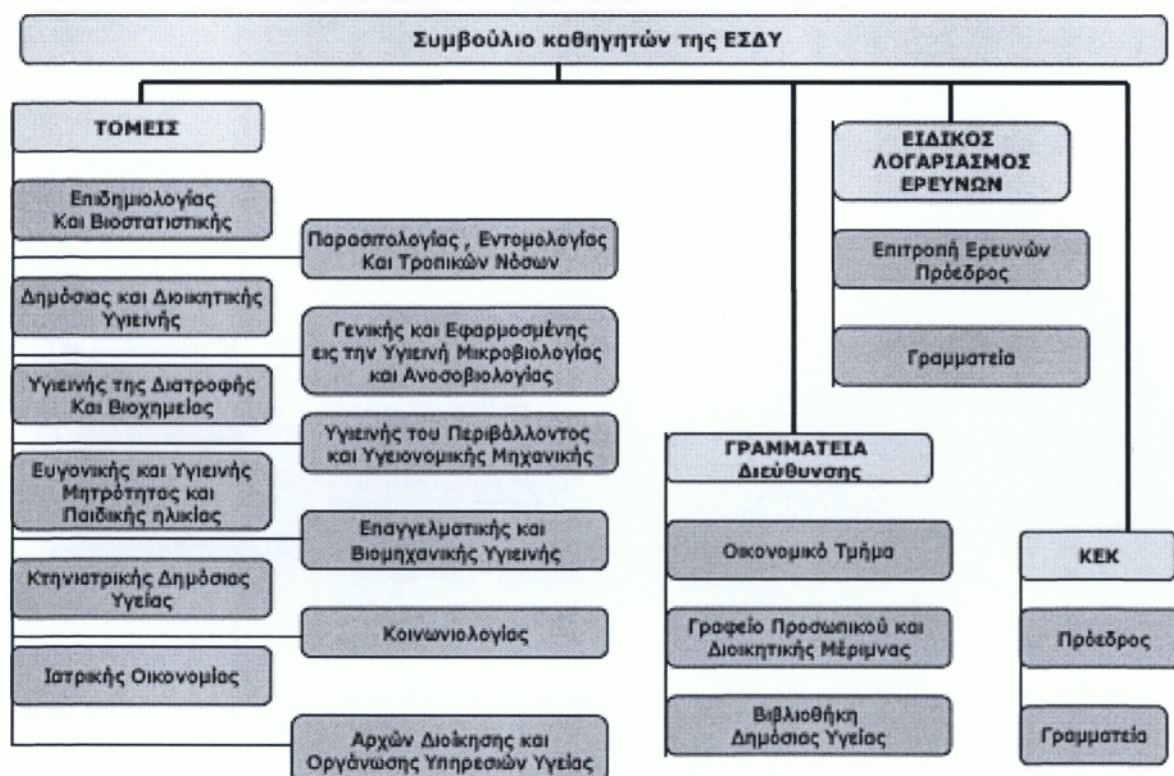 Συμβούλιο καθηγητών της ΕΣΔΥ
ΤΟΜΕΙΣ
Επιδημιολογίας
Και Βιοστατιστικής
Παρασιτολογίας , Εντομολογίας
Και Τροπικών Νόσων
Δημόσιας και Διοικητικής
Υγιεινής
Γενικής και Εφαρμοσμένης
εις την Υγιεινή Μικροβιολογίας
και Ανοσοβιολογίας
Υγιεινής της Διατροφής
Και Βιοχημείας
Υγιεινής του Περιβάλλοντος
και Υγειονομικής Μηχανικής
Ευγονικής και Υγιεινής
Μητρότητας και
Παιδικής ηλικίας
Επαγγελματικής και
Βιομηχανικής Υγιεινής
Κτηνιατρικής Δημόσιας
Υγείας
Κοινωνιολογίας
Ιατρικής Οικονομίας
Αρχών Διοίκησης και
Οργάνωσης Υπηρεσιών Υγείας
ΓΡΑΜΜΑΤΕΙΑ
Διεύθυνσης
Οικονομικό Τμήμα
Γραφείο Προσωπικού και
Διοικητικής Μέριμνας
Βιβλιοθήκη
Δημόσιας Υγείας
ΕΙΔΙΚΟΣ
ΛΟΓΑΡΙΑΣΜΟΣ
ΕΡΕΥΝΩΝ
Επιτροπή Ερευνών
Πρόεδρος
Γραμματεία
ΚΕΚ
Πρόεδρος
Γραμματεία